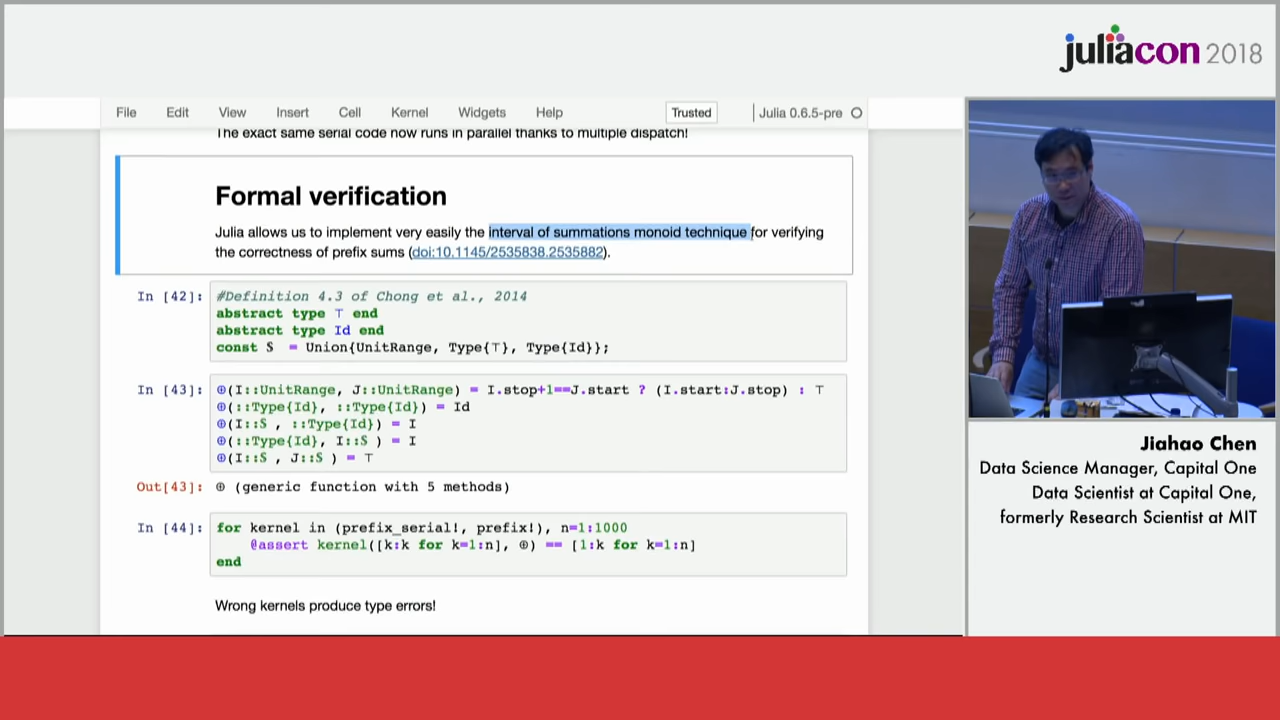 juliacon 2018
File Edit View Insert Cell Kernel Widgets Help Trusted Julia 0.6.5-pre
The exact same serial code now runs in parallel thanks to multiple dispatch!
Formal verification
Julia allows us to implement very easily the interval of summations monoid technique for verifying
the correctness of prefix sums (doi:10.1145/2535838.2535882).
In [42]: #Definition 4.3 of Chong et al., 2014
abstract type ⊤ end
abstract type Id end
const S = Union{UnitRange, Type{⊤}, Type{Id}};
In [43]: ⊕(I::UnitRange, J::UnitRange) = I.stop+1==J.start ? (I.start:J.stop) : ⊤
⊕(::Type{Id}, ::Type{Id}) = Id
⊕(I::S , ::Type{Id}) = I
⊕(::Type{Id}, I::S ) = I
⊕(I::S , J::S ) = ⊤
Out[43]: ⊕ (generic function with 5 methods)
In [44]: for kernel in (prefix_serial!, prefix!), n=1:1000
@assert kernel([k:k for k=1:n], ⊕) == [1:k for k=1:n]
end
Wrong kernels produce type errors!
Jiahao Chen
Data Science Manager, Capital One
Data Scientist at Capital One,
formerly Research Scientist at MIT